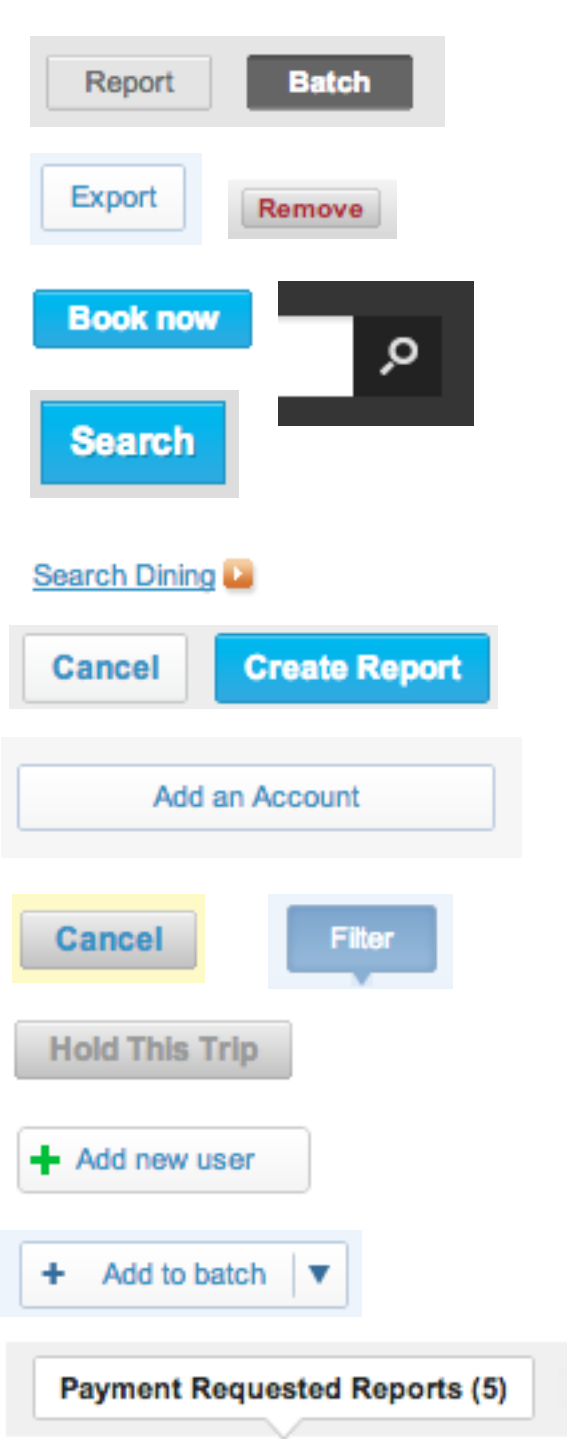 Report Batch
Export Remove
Book now
Search
Search Dining
Cancel Create Report
Add an Account
Cancel Filter
Hold This Trip
Add new user
Add to batch
Payment Requested Reports (5)